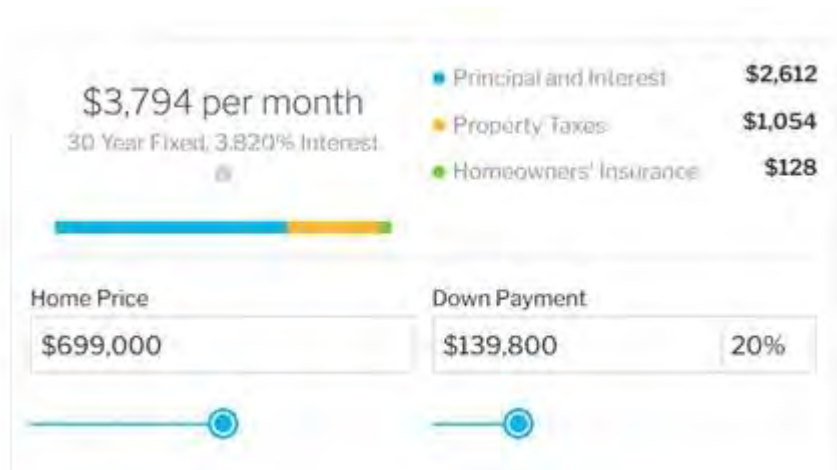 $3,794 per month
30 Year Fixed, 3.820% Interest
Principal and Interest $2,612
Property Taxes $1,054
Homeowners' Insurance $128
Home Price
$699,000
Down Payment
$139,800 20%